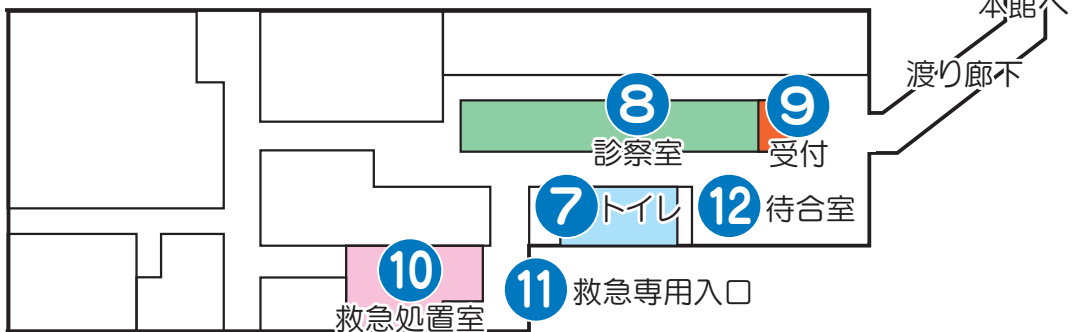 本館へ
渡り廊下
8
診察室
9
受付
7 トイレ
12 待合室
10
救急処置室
11 救急専用入口